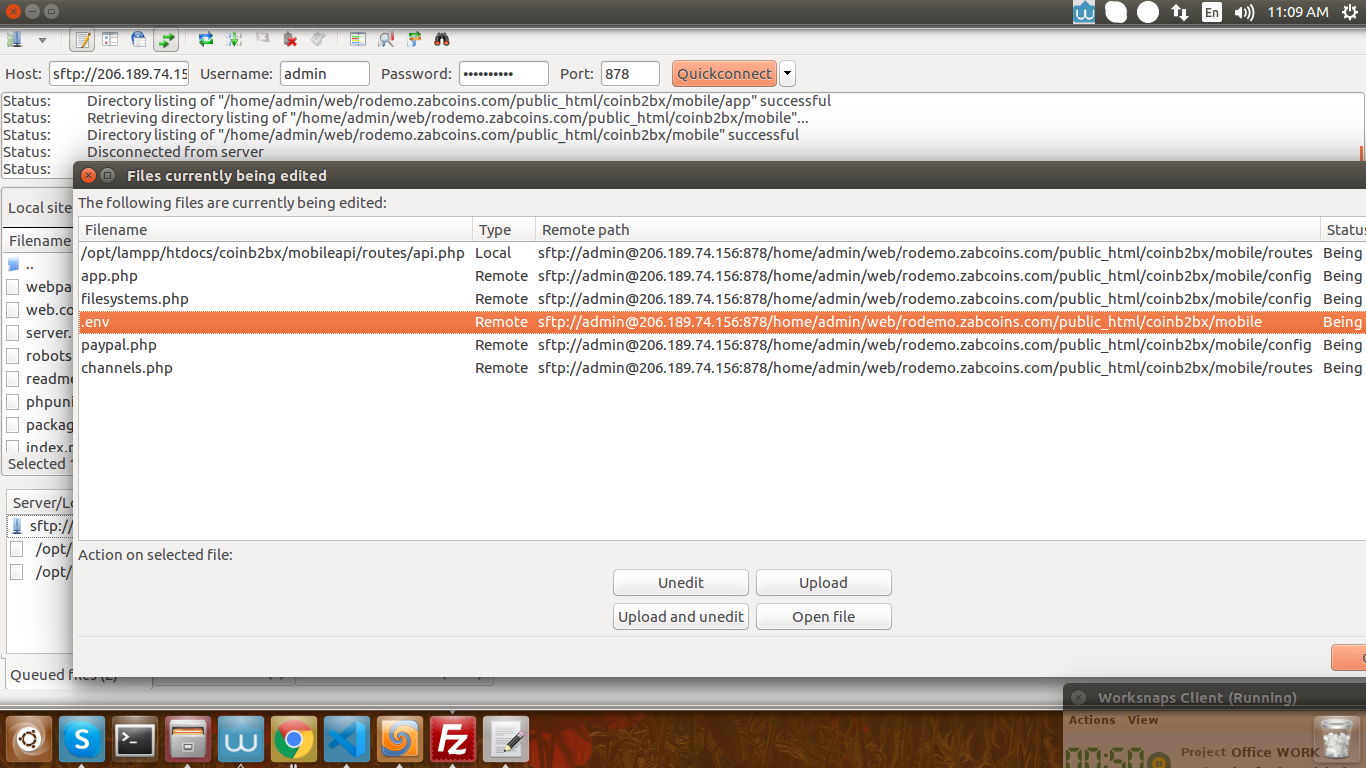 En 11:09 AM
Host: sftp://206.189.74.15 Username: admin Password: •••••••••• Port: 878 Quickconnect
Status: Directory listing of "/home/admin/web/rodemo.zabcoins.com/public_html/coinb2bx/mobile/app" successful
Status: Retrieving directory listing of "/home/admin/web/rodemo.zabcoins.com/public_html/coinb2bx/mobile"...
Status: Directory listing of "/home/admin/web/rodemo.zabcoins.com/public_html/coinb2bx/mobile" successful
Status: Disconnected from server
Status:
Files currently being edited
The following files are currently being edited:
Filename Type Remote path Status
/opt/lampp/htdocs/coinb2bx/mobileapi/routes/api.php Local sftp://admin@206.189.74.156:878/home/admin/web/rodemo.zabcoins.com/public_html/coinb2bx/mobile/routes Being
app.php Remote sftp://admin@206.189.74.156:878/home/admin/web/rodemo.zabcoins.com/public_html/coinb2bx/mobile/config Being
filesystems.php Remote sftp://admin@206.189.74.156:878/home/admin/web/rodemo.zabcoins.com/public_html/coinb2bx/mobile/config Being
.env Remote sftp://admin@206.189.74.156:878/home/admin/web/rodemo.zabcoins.com/public_html/coinb2bx/mobile Being
paypal.php Remote sftp://admin@206.189.74.156:878/home/admin/web/rodemo.zabcoins.com/public_html/coinb2bx/mobile/config Being
channels.php Remote sftp://admin@206.189.74.156:878/home/admin/web/rodemo.zabcoins.com/public_html/coinb2bx/mobile/routes Being
Action on selected file:
Unedit Upload
Upload and unedit Open file
Local site
Filename
..
webpa
web.co
server.
robots
readme
phpuni
packag
index.p
Selected 1
Server/Lo
sftp://
/opt/
/opt/
Queued files (2)
Worksnaps Client (Running)
Actions View
00:50 Project Office WORK